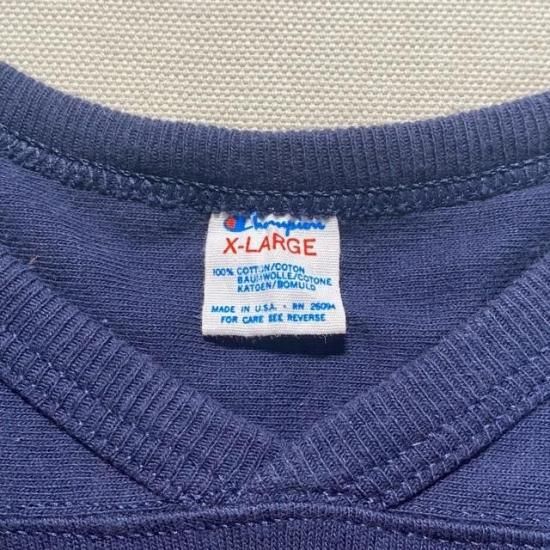 Champion
X-LARGE
100% COTTON/COTON
BAUMWOLLE/COTONE
KATOEN/BOMULD
MADE IN U.S.A. - RN 26094
FOR CARE SEE REVERSE